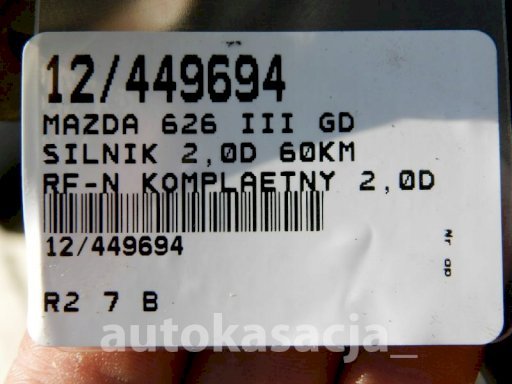 12/449694
MAZDA 626 III GD
SILNIK 2,0D 60KM
RF-N KOMPLAETNY 2,0D
12/449694
Nr op
R2 7 B
autokasacja_